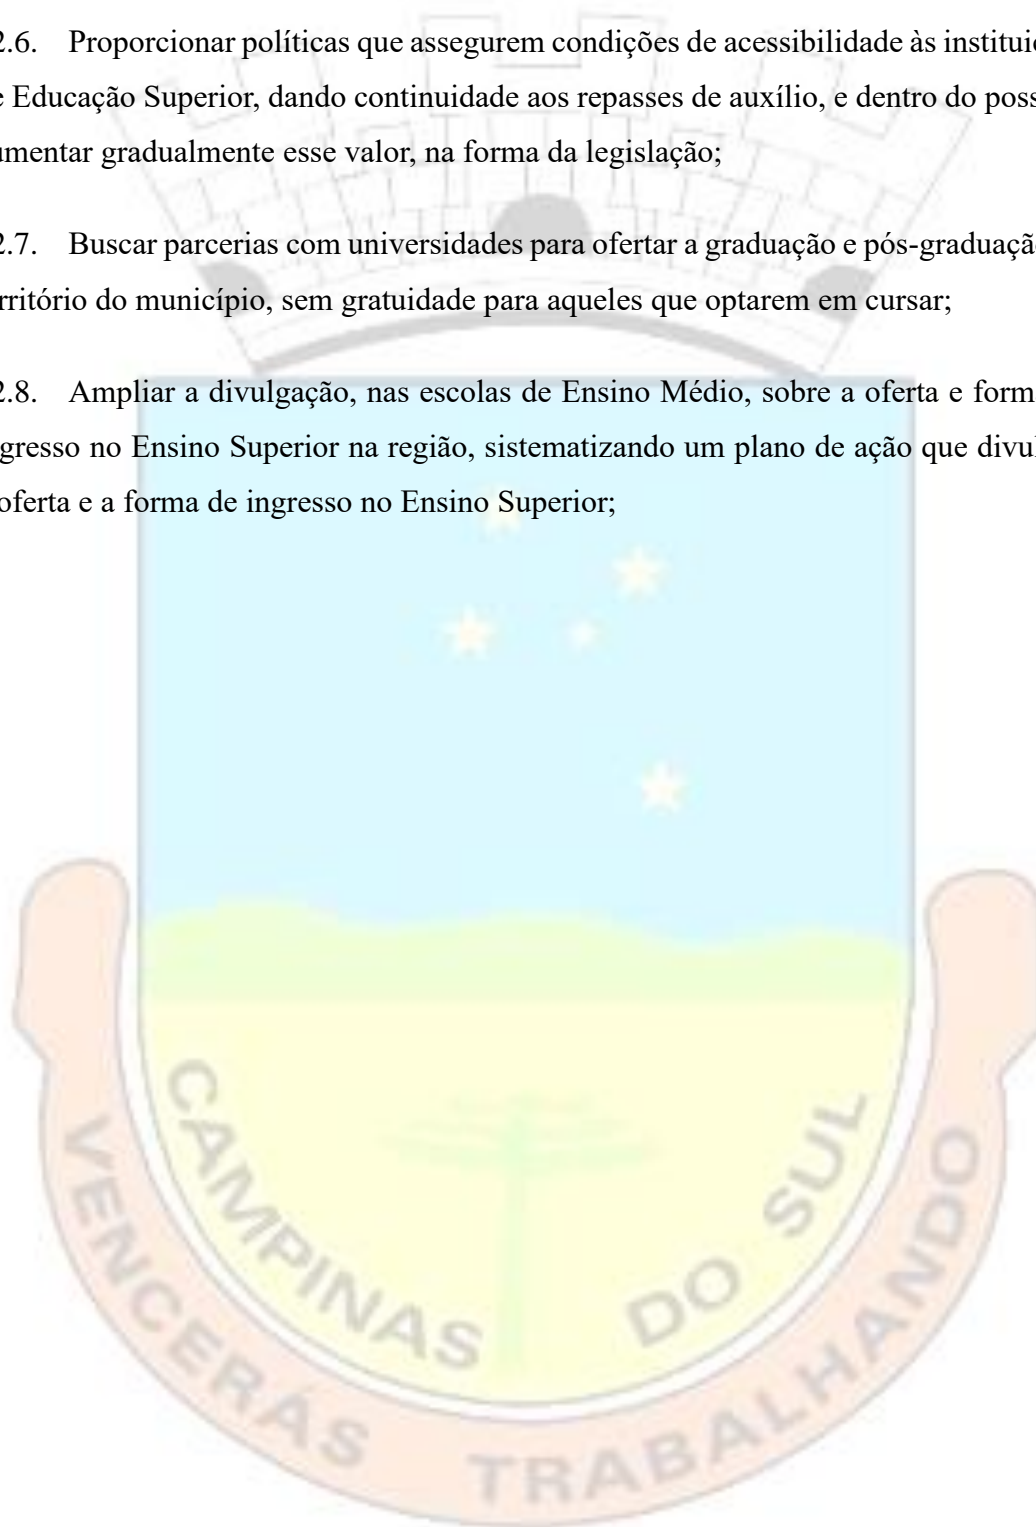 2.6. Proporcionar políticas que assegurem condições de acessibilidade às institui
e Educação Superior, dando continuidade aos repasses de auxílio, e dentro do poss
umentar gradualmente esse valor, na forma da legislação;
2.7. Buscar parcerias com universidades para ofertar a graduação e pós-graduaçã
rritório do município, sem gratuidade para aqueles que optarem em cursar;
2.8. Ampliar a divulgação, nas escolas de Ensino Médio, sobre a oferta e form
gresso no Ensino Superior na região, sistematizando um plano de ação que divul
oferta e a forma de ingresso no Ensino Superior;
CAMPINAS DO SUL
VENCERÁS TRABALHANDO